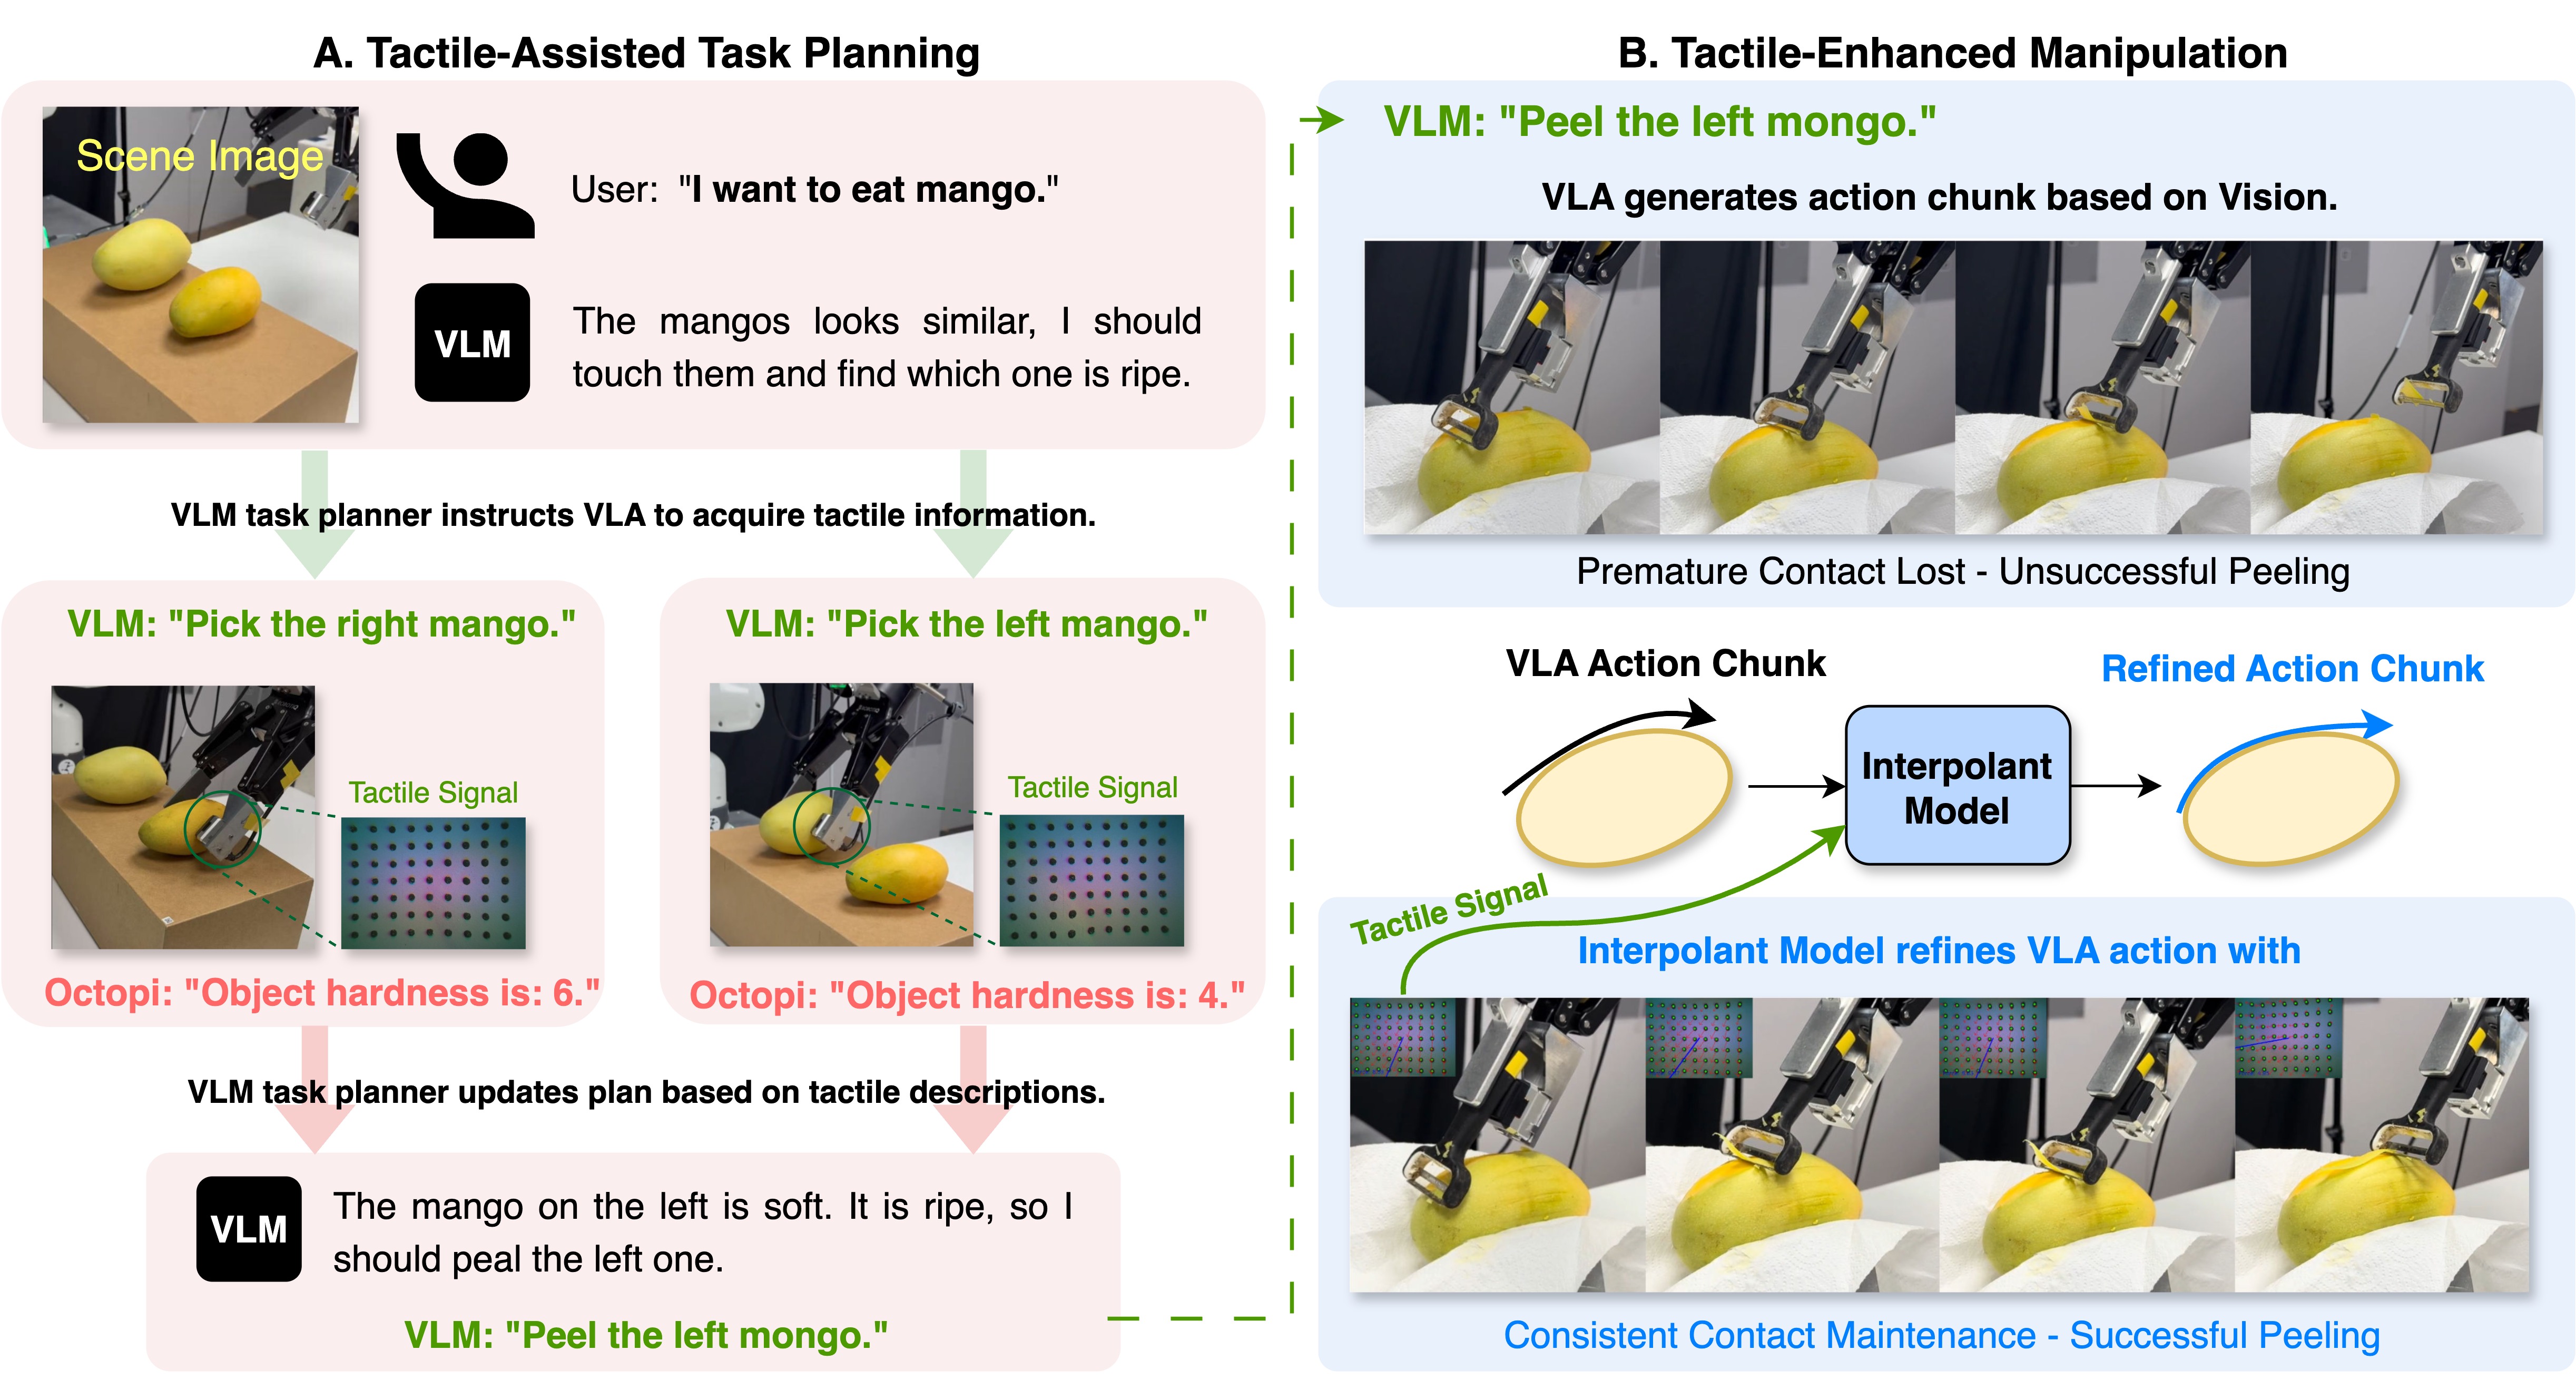 A. Tactile-Assisted Task Planning
Scene Image
User: "I want to eat mango."
VLM
The mangos looks similar, I should
touch them and find which one is ripe.
VLM task planner instructs VLA to acquire tactile information.
VLM: "Pick the right mango."
Tactile Signal
Octopi: "Object hardness is: 6."
VLM: "Pick the left mango."
Tactile Signal
Octopi: "Object hardness is: 4."
VLM task planner updates plan based on tactile descriptions.
VLM
The mango on the left is soft. It is ripe, so I
should peal the left one.
VLM: "Peel the left mongo."
B. Tactile-Enhanced Manipulation
VLM: "Peel the left mongo."
VLA generates action chunk based on Vision.
Premature Contact Lost - Unsuccessful Peeling
VLA Action Chunk
Interpolant
Model
Refined Action Chunk
Tactile Signal
Interpolant Model refines VLA action with
Consistent Contact Maintenance - Successful Peeling